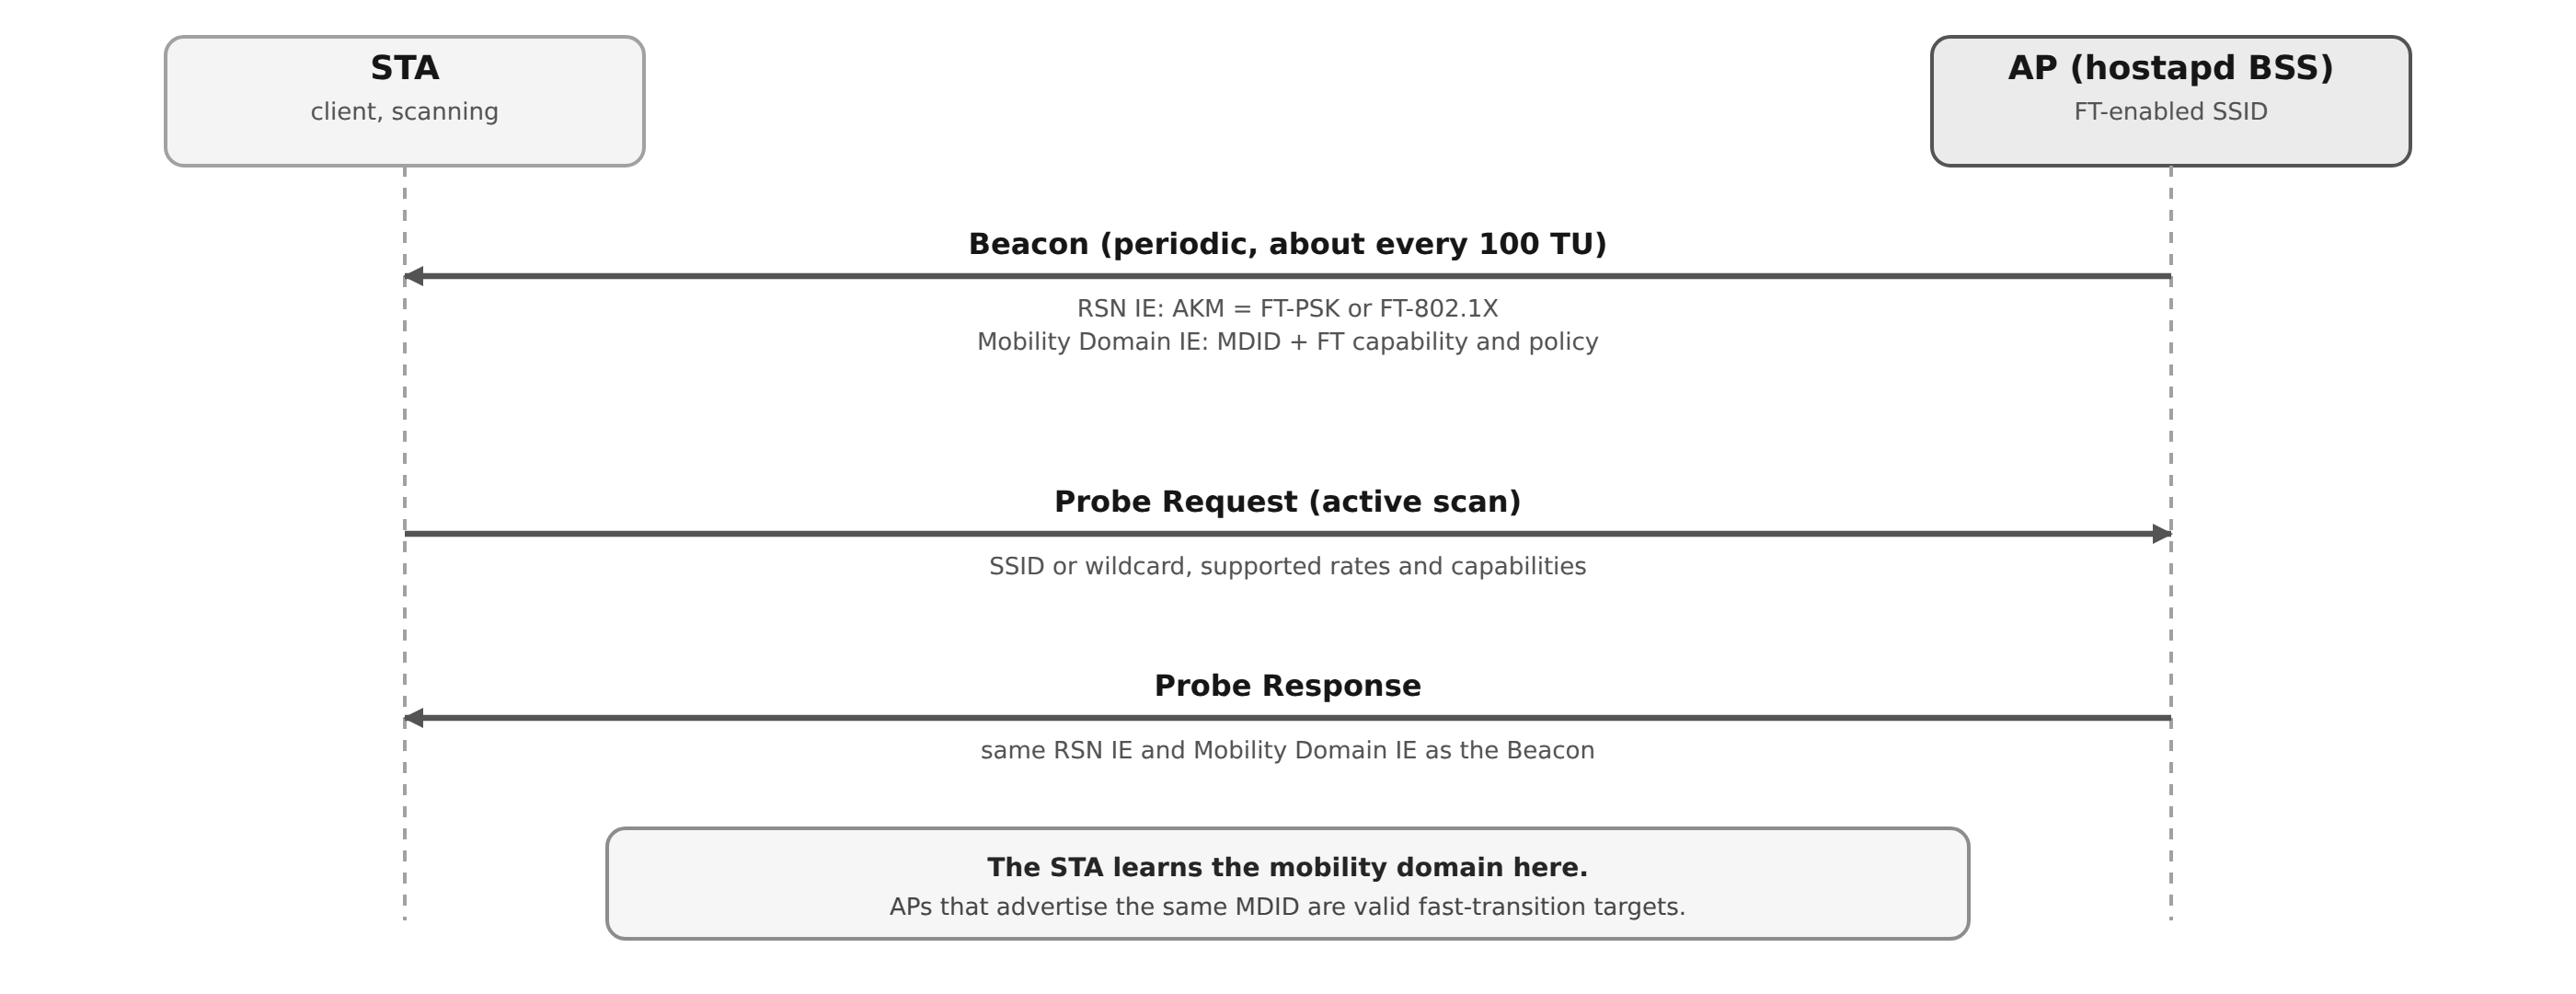 STA
client, scanning
AP (hostapd BSS)
FT-enabled SSID
Beacon (periodic, about every 100 TU)
RSN IE: AKM = FT-PSK or FT-802.1X
Mobility Domain IE: MDID + FT capability and policy
Probe Request (active scan)
SSID or wildcard, supported rates and capabilities
Probe Response
same RSN IE and Mobility Domain IE as the Beacon
The STA learns the mobility domain here.
APs that advertise the same MDID are valid fast-transition targets.